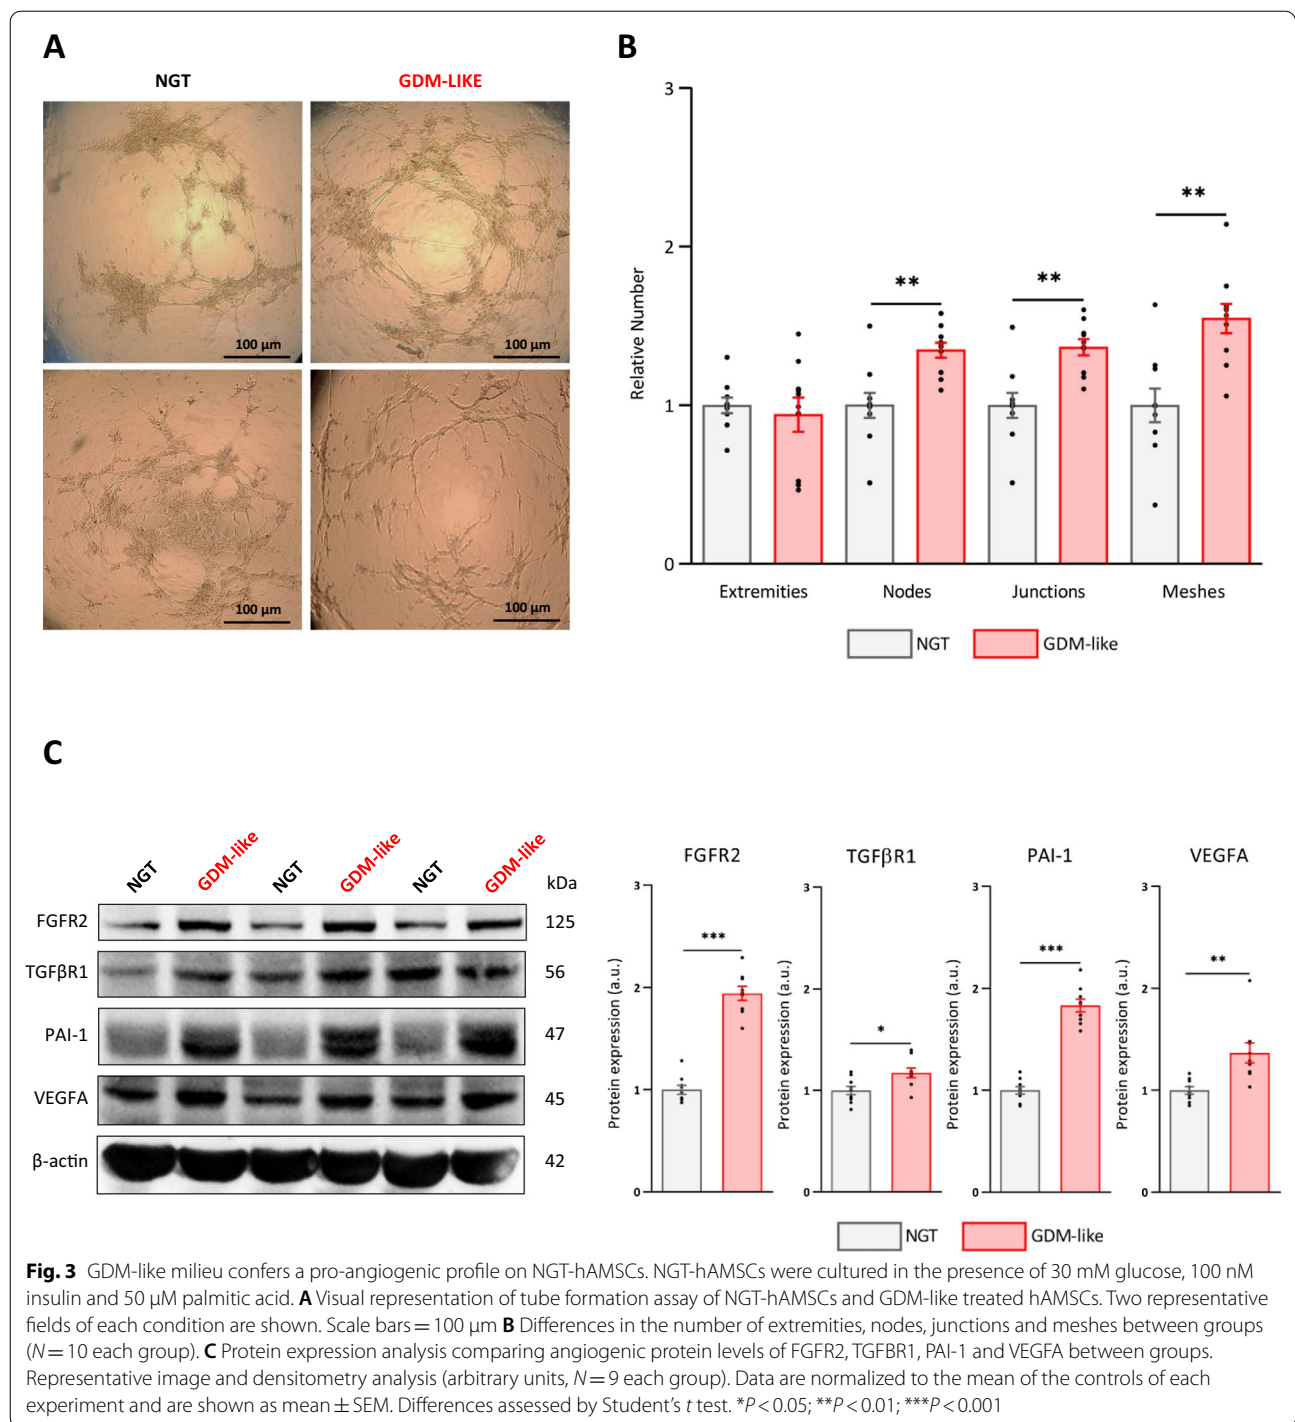 A
NGT
GDM-LIKE
100 µm
100 µm
100 µm
100 µm
B
Relative Number
3
2
1
0
**
**
**
Extremities
Nodes
Junctions
Meshes
NGT
GDM-like
C
NGT
GDM-like
NGT
GDM-like
NGT
GDM-like
kDa
FGFR2
125
TGFβR1
56
PAI-1
47
VEGFA
45
β-actin
42
FGFR2
Protein expression (a.u.)
3
2
1
0
***
TGFβR1
Protein expression (a.u.)
3
2
1
0
*
PAI-1
Protein expression (a.u.)
3
2
1
0
***
VEGFA
Protein expression (a.u.)
3
2
1
0
**
NGT
GDM-like
Fig. 3 GDM-like milieu confers a pro-angiogenic profile on NGT-hAMSCs. NGT-hAMSCs were cultured in the presence of 30 mM glucose, 100 nM
insulin and 50 µM palmitic acid. A Visual representation of tube formation assay of NGT-hAMSCs and GDM-like treated hAMSCs. Two representative
fields of each condition are shown. Scale bars = 100 µm B Differences in the number of extremities, nodes, junctions and meshes between groups
(N = 10 each group). C Protein expression analysis comparing angiogenic protein levels of FGFR2, TGFBR1, PAI-1 and VEGFA between groups.
Representative image and densitometry analysis (arbitrary units, N = 9 each group). Data are normalized to the mean of the controls of each
experiment and are shown as mean ± SEM. Differences assessed by Student's t test. *P < 0.05; **P < 0.01; ***P < 0.001